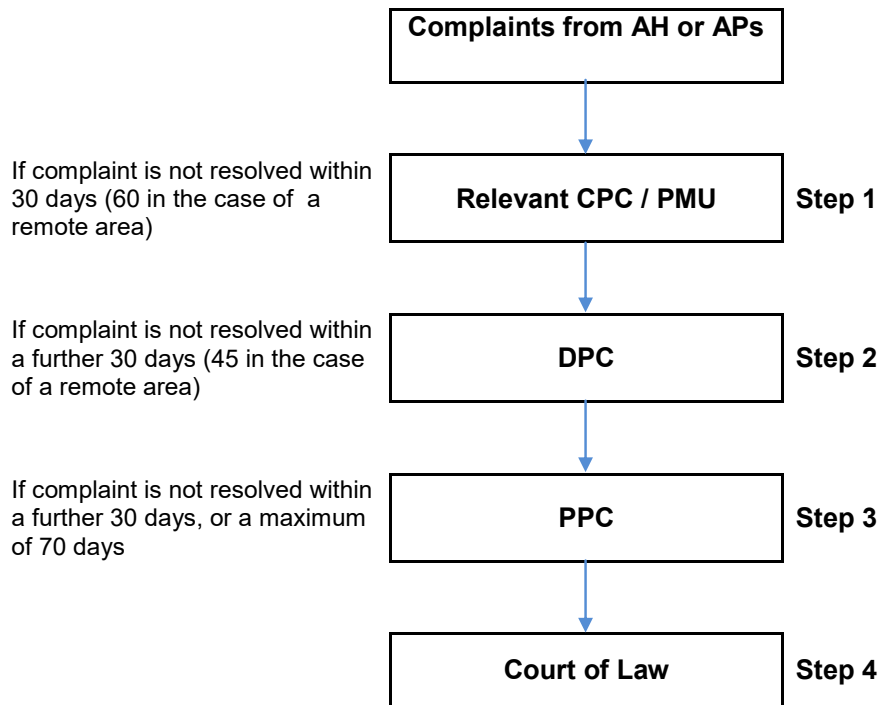 Complaints from AH or APs
If complaint is not resolved within
30 days (60 in the case of a
remote area)
Relevant CPC / PMU
Step 1
If complaint is not resolved within
a further 30 days (45 in the case
of a remote area)
DPC
Step 2
If complaint is not resolved within
a further 30 days, or a maximum
of 70 days
PPC
Step 3
Court of Law
Step 4